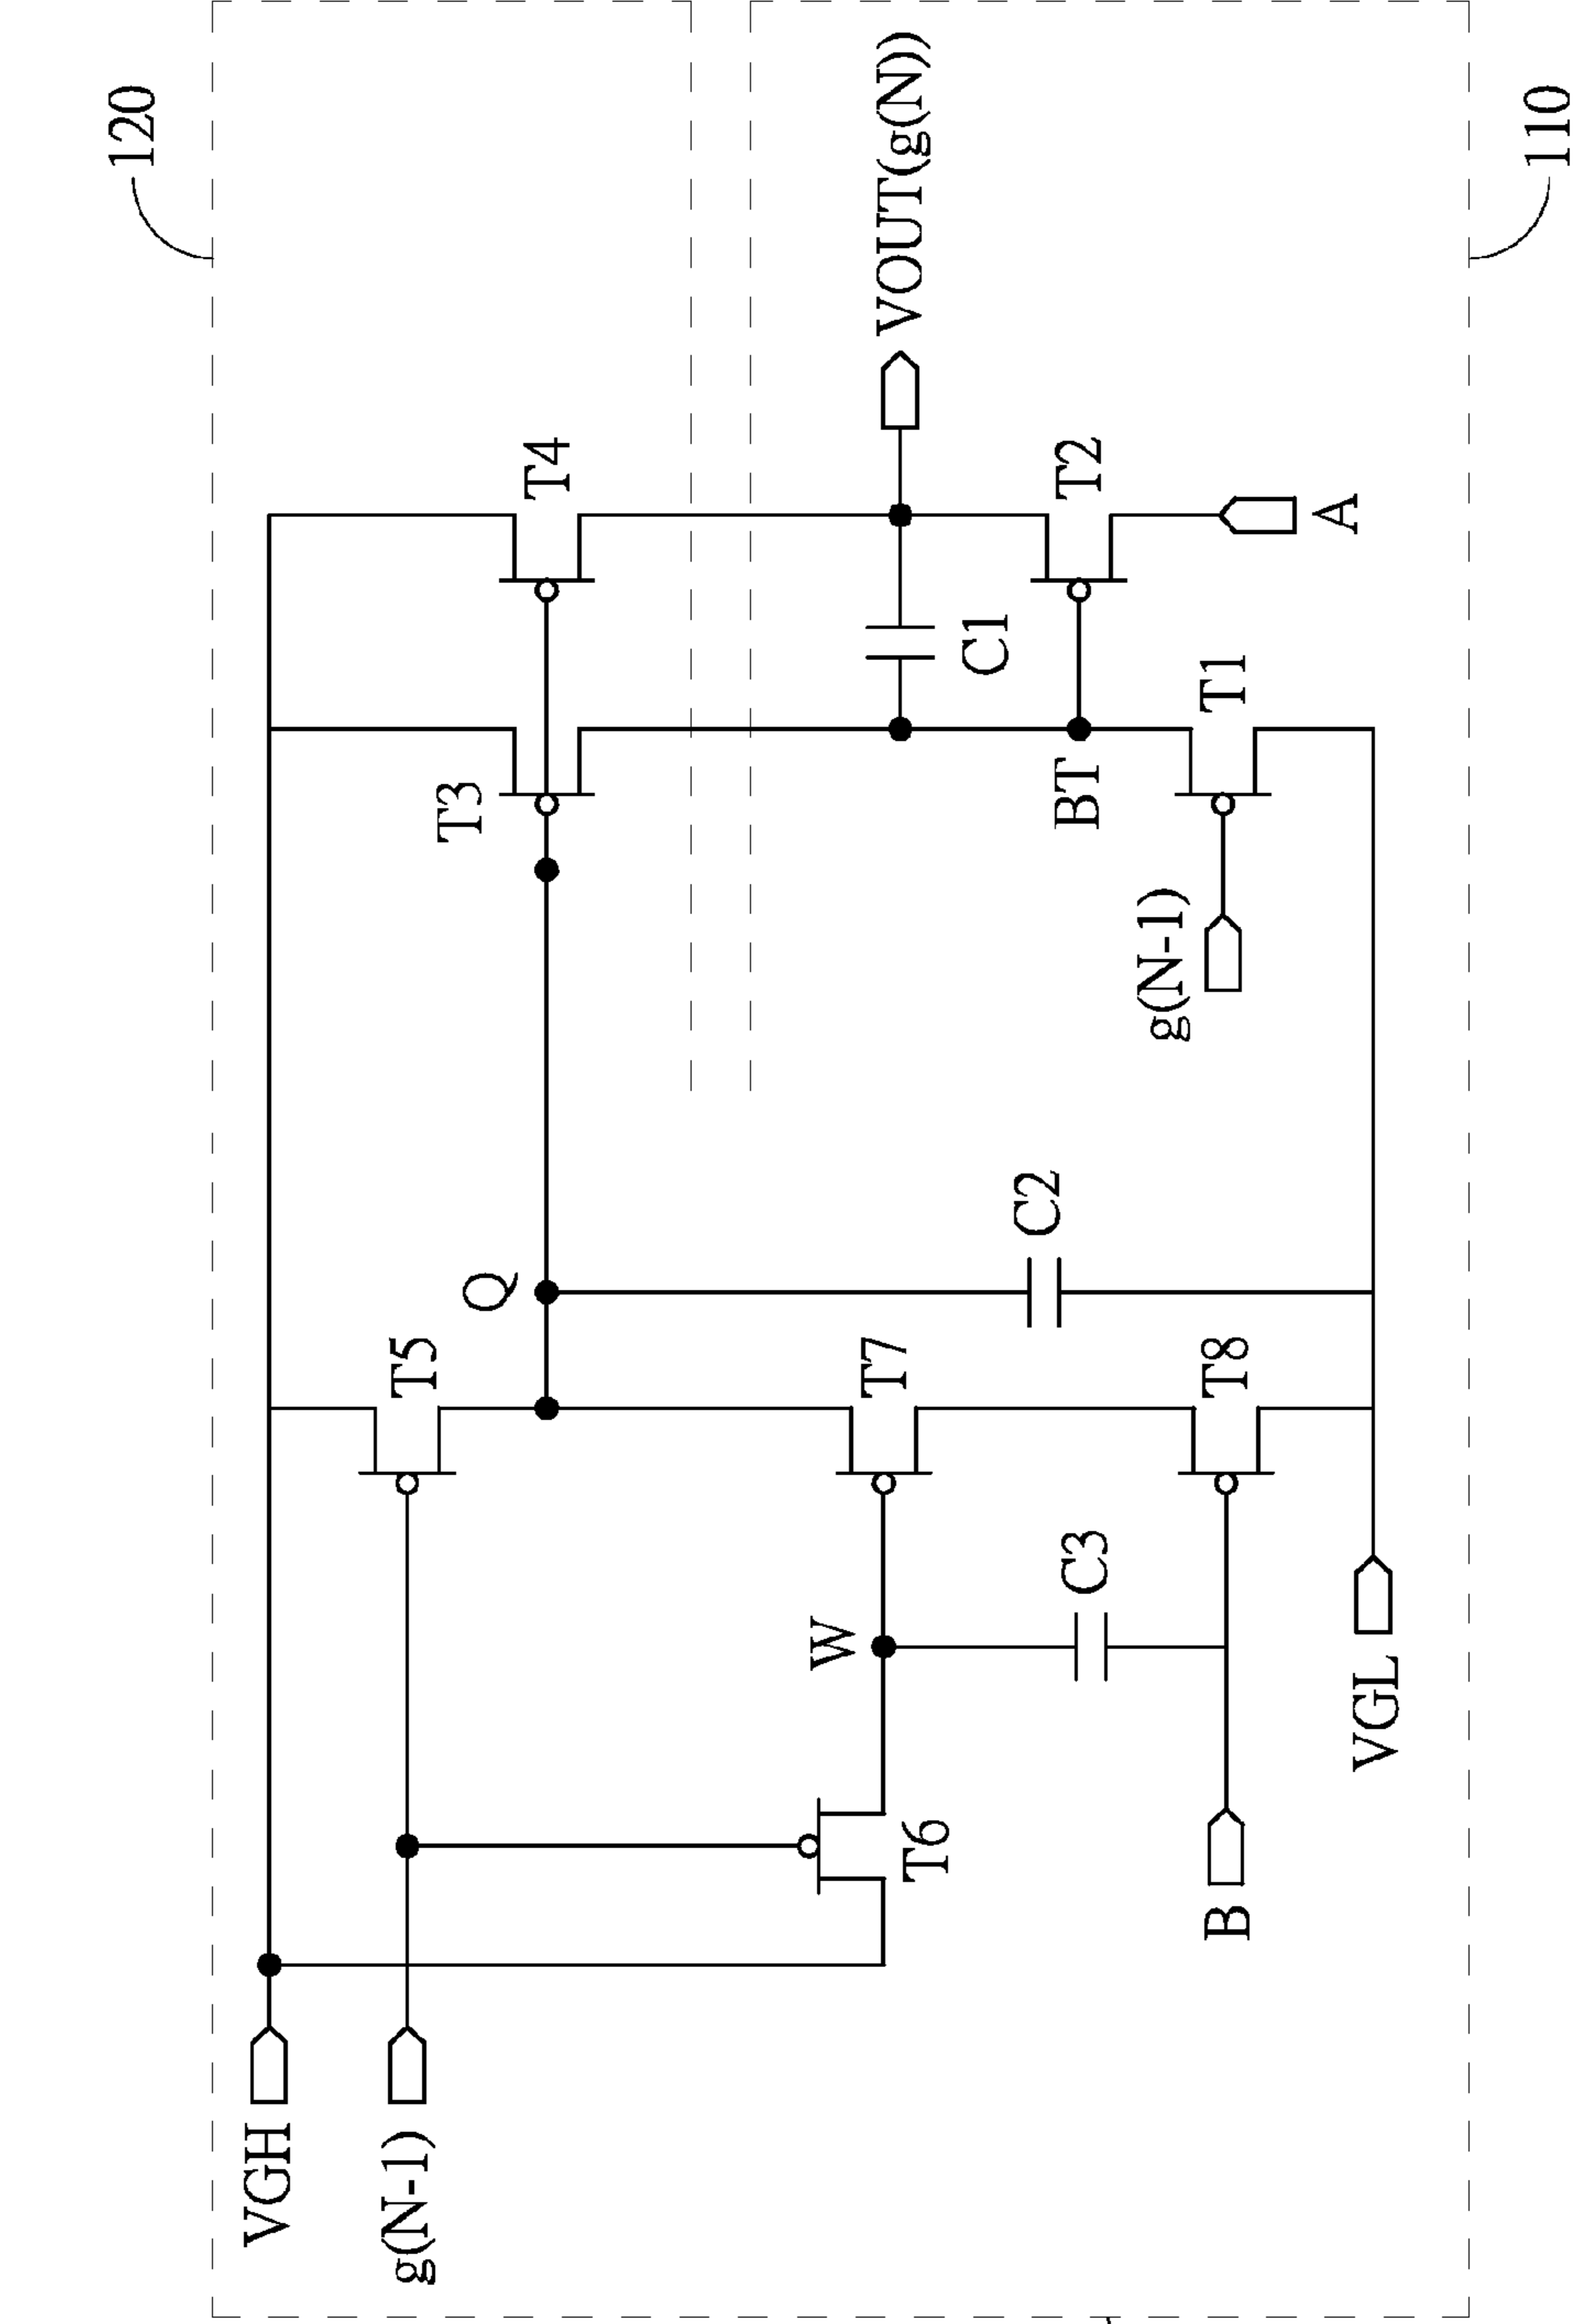 120
VGH
g(N-1)
T5
Q
T3
T4
T6
W
T7
C3
B
T8
C2
VOUT(g(N))
C1
BT
T2
g(N-1)
T1
A
VGL
110